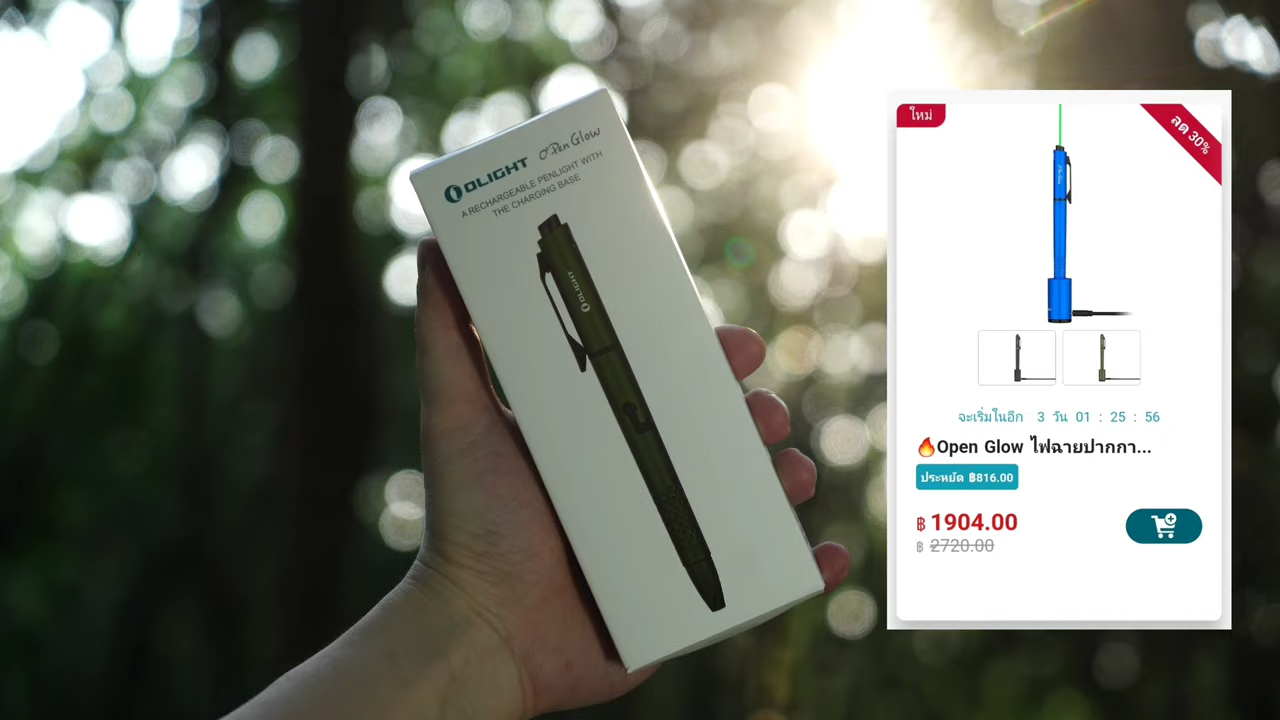 OLIGHT O'Pen Glow
A RECHARGEABLE PENLIGHT WITH
THE CHARGING BASE
OLIGHT
ใหม่
ลด 30%
จะเริ่มในอีก 3 วัน 01 : 25 : 56
🔥Open Glow ไฟฉายปากกา...
ประหยัด ฿816.00
฿ 1904.00
฿ 2720.00